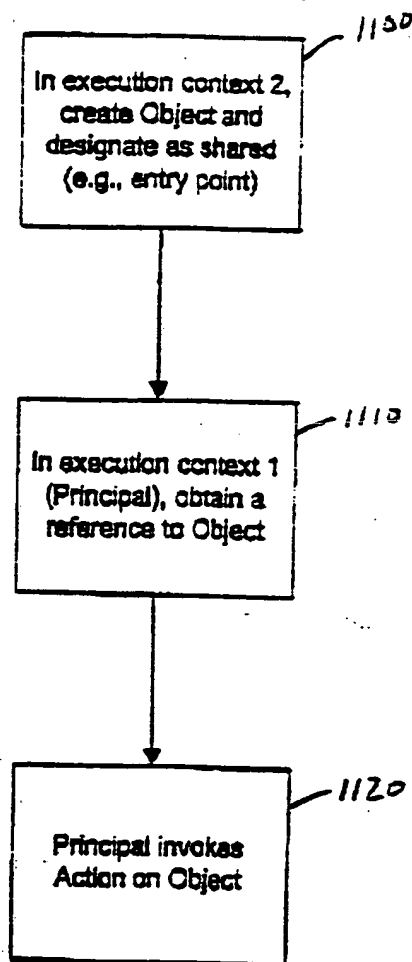 1150
In execution context 2,
create Object and
designate as shared
(e.g., entry point)
1110
In execution context 1
(Principal), obtain a
reference to Object
1120
Principal invokes
Action on Object